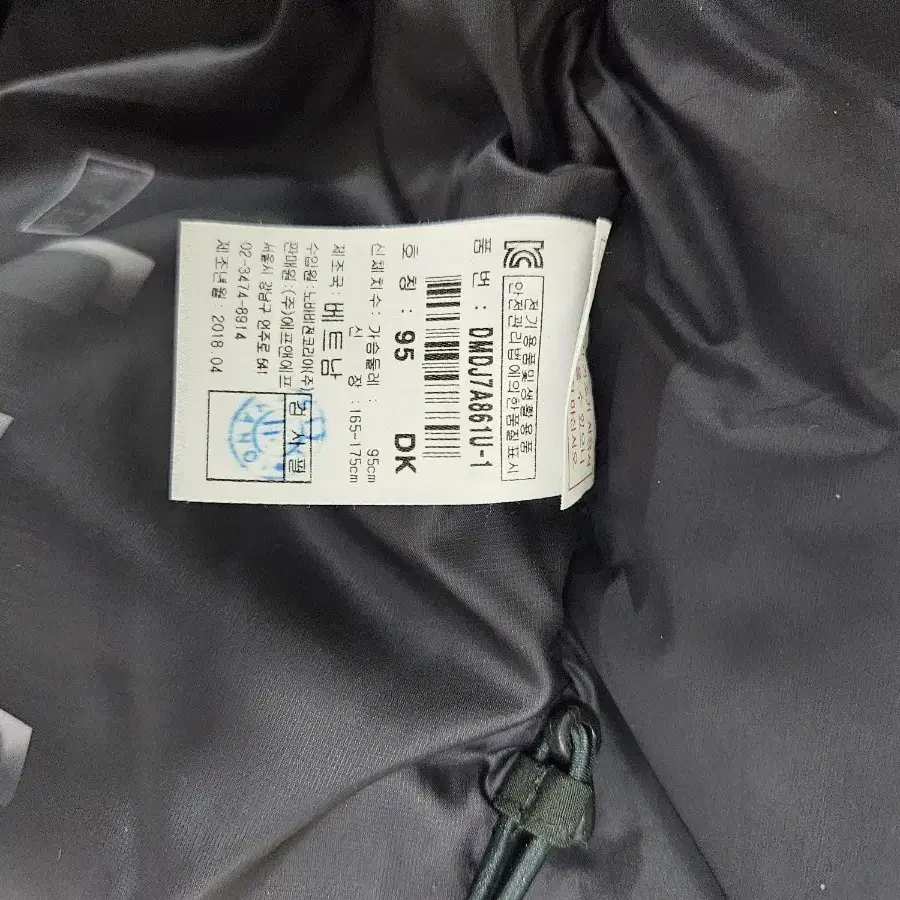 전기용품및생활용품
안전관리법에의한품질표시
품 번 : DMDJ7A861U-1
호 칭 : 95 DK
신체치수 : 가슴둘레 : 95cm
신 장 : 165-175cm
제조국 : 베트남
수입원 : 노바비젼코리아(주)
판매원 : (주)에프앤에프
서울시 강남구 언주로 541
02-3474-8914
제조년월 : 2018.04
검사필